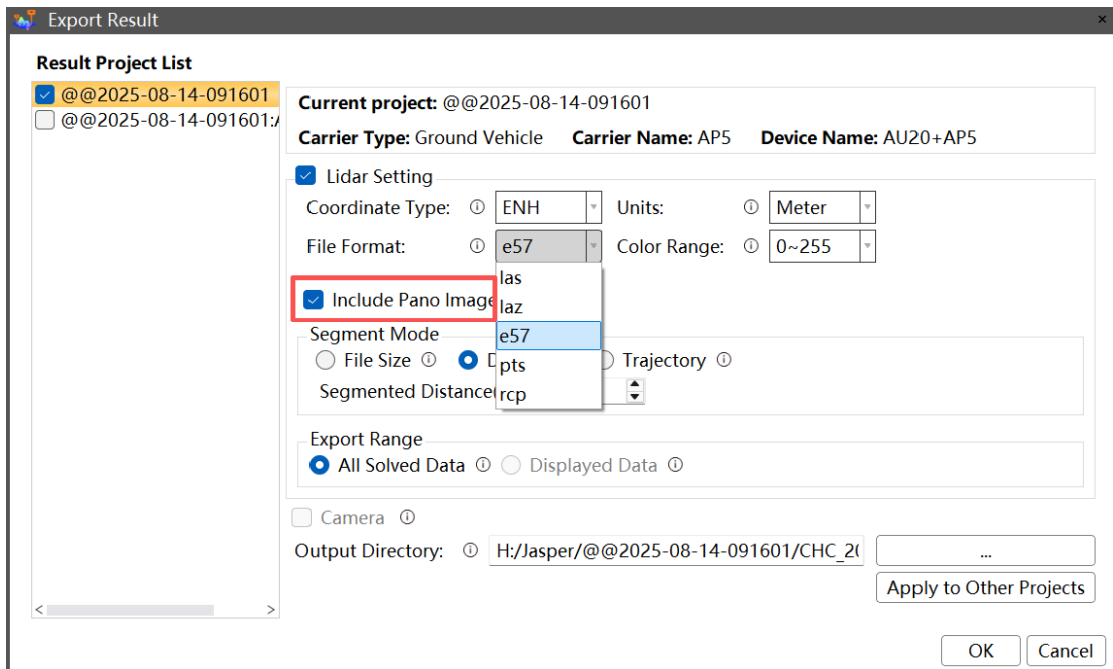 Export Result
Result Project List
@@2025-08-14-091601
@@2025-08-14-091601:
Current project: @@2025-08-14-091601
Carrier Type: Ground Vehicle Carrier Name: AP5 Device Name: AU20+AP5
Lidar Setting
Coordinate Type: ENH Units: Meter
File Format: e57 Color Range: 0~255
las
Include Pano Image
laz
e57
Segment Mode
File Size D Trajectory
pts
Segmented Distance
rcp
Export Range
All Solved Data Displayed Data
Camera
Output Directory: H:/Jasper/@@2025-08-14-091601/CHC_20 ...
Apply to Other Projects
OK Cancel